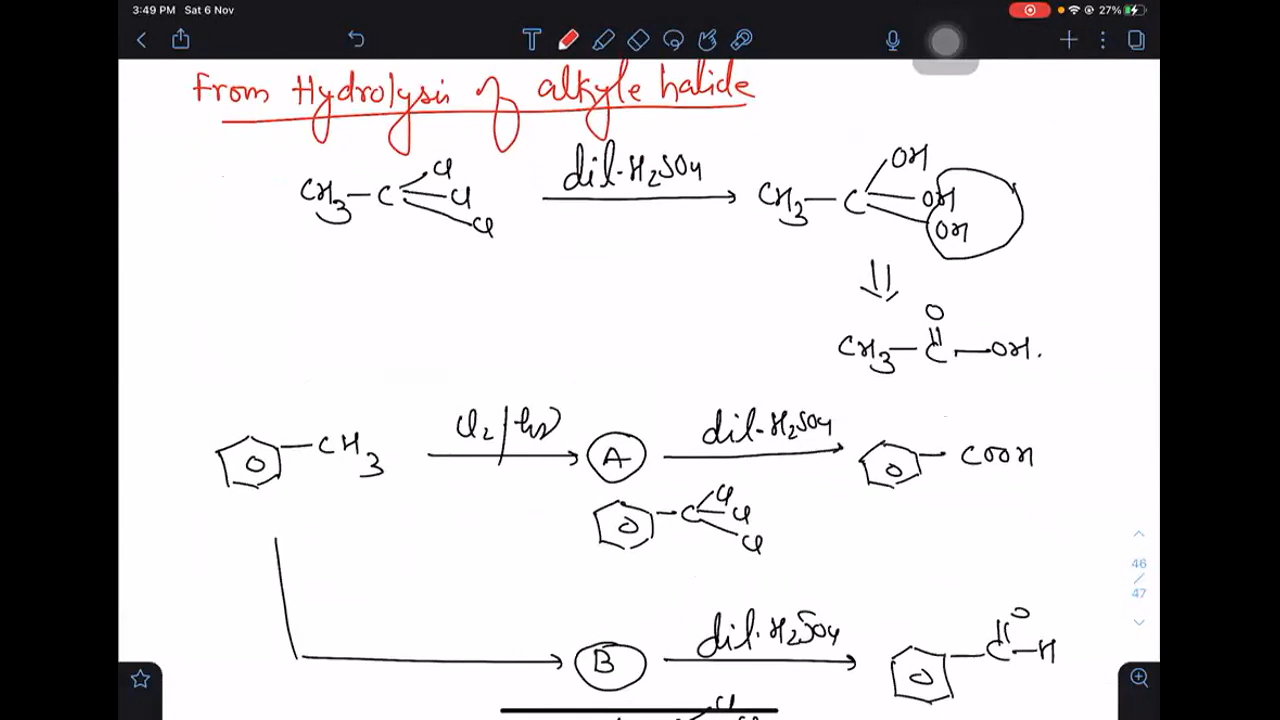 3:49 PM Sat 6 Nov
27%
T
From Hydrolysis of alkyle halide
CH3-C Cl Cl Cl dil·H2SO4 CH3-C OH OH OH
O
CH3-C-OH.
CH3 Cl2/hν A dil·H2SO4 COOH
C Cl Cl Cl
46
/
47
B dil·H2SO4 C O H
Cl